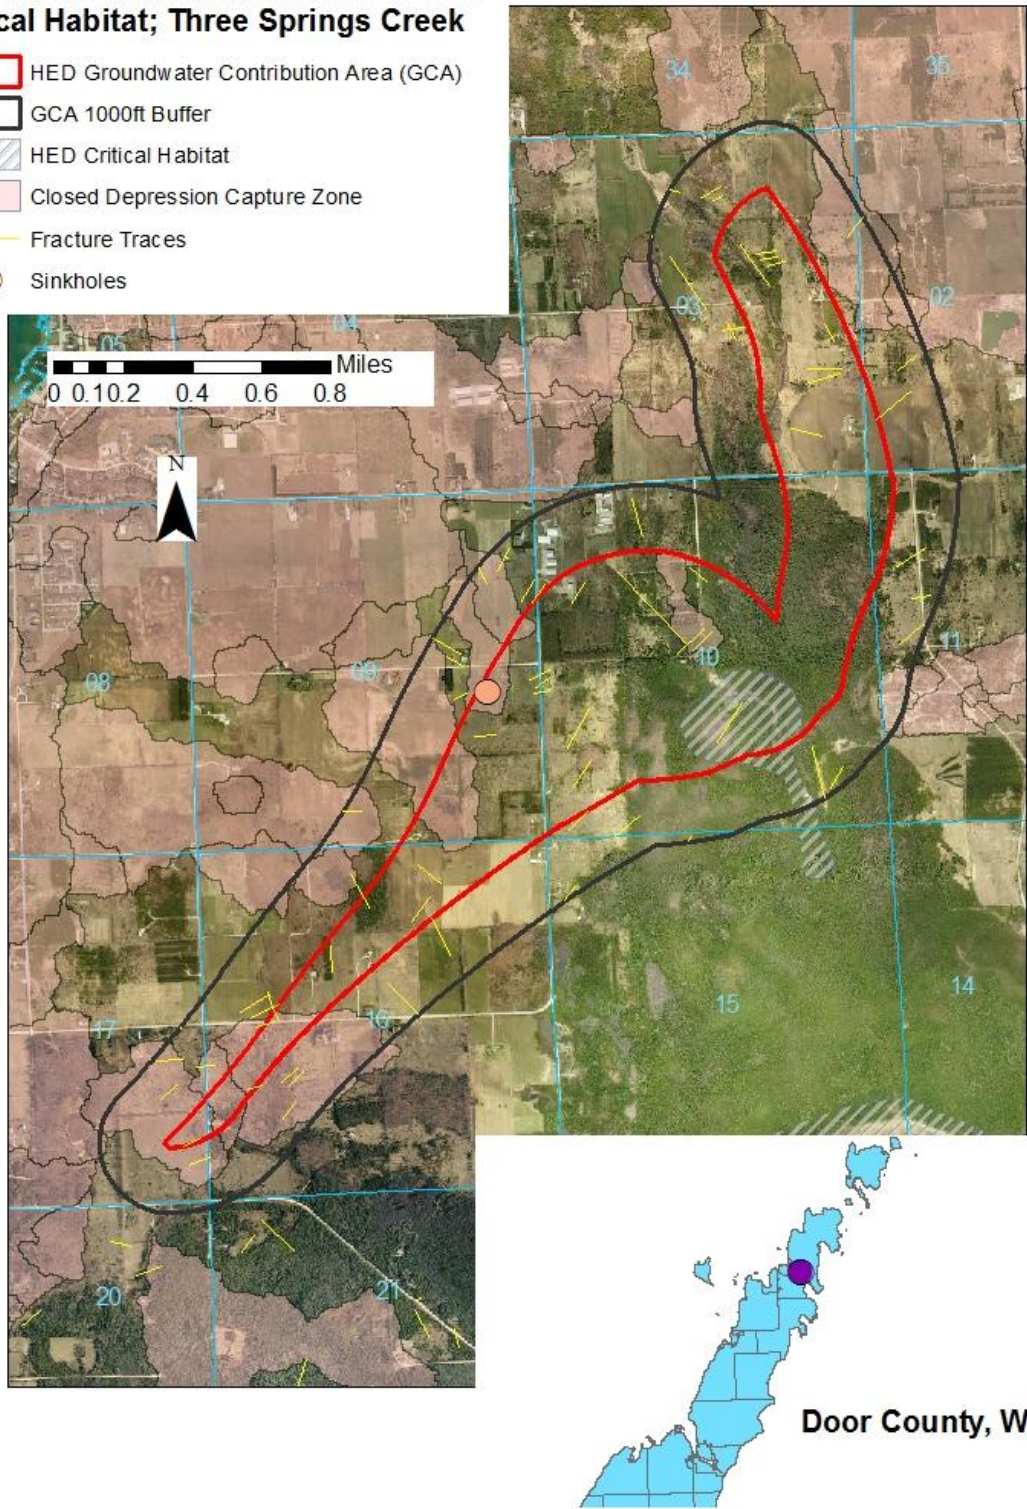 cal Habitat; Three Springs Creek
HED Groundwater Contribution Area (GCA)
GCA 1000ft Buffer
HED Critical Habitat
Closed Depression Capture Zone
Fracture Traces
Sinkholes
34
35
03
02
04
05
Miles
0 0.1 0.2 0.4 0.6 0.8
N
11
10
09
08
14
15
16
17
20
21
Door County, W